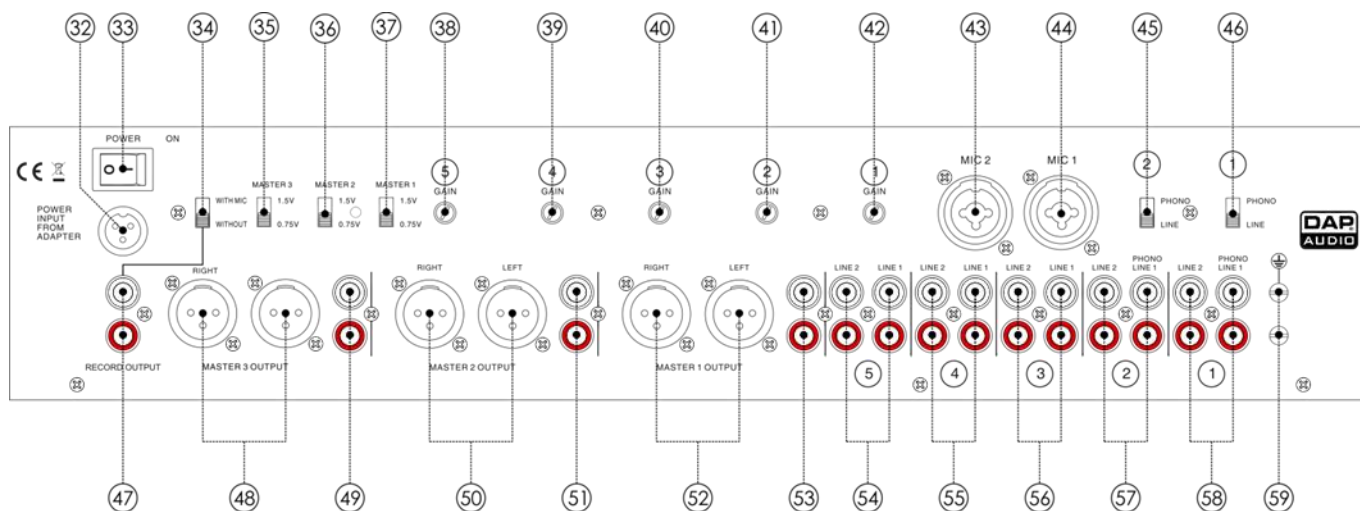 32 33 34 35 36 37 38 39 40 41 42 43 44 45 46
POWER ON
MIC 2 MIC 1
5 4 3 2 1 2 1
GAIN GAIN GAIN GAIN GAIN
MASTER 3 MASTER 2 MASTER 1
WITH MIC 1.5V 1.5V 1.5V PHONO PHONO
WITHOUT 0.75V 0.75V 0.75V LINE LINE
CE
POWER
INPUT
FROM
ADAPTER
DAP
AUDIO
RIGHT RIGHT LEFT RIGHT LEFT
LINE 2 LINE 1 LINE 2 LINE 1 LINE 2 LINE 1 LINE 2 PHONO LINE 1 LINE 2 PHONO LINE 1
RECORD OUTPUT MASTER 3 OUTPUT MASTER 2 OUTPUT MASTER 1 OUTPUT
5 4 3 2 1
47 48 49 50 51 52 53 54 55 56 57 58 59